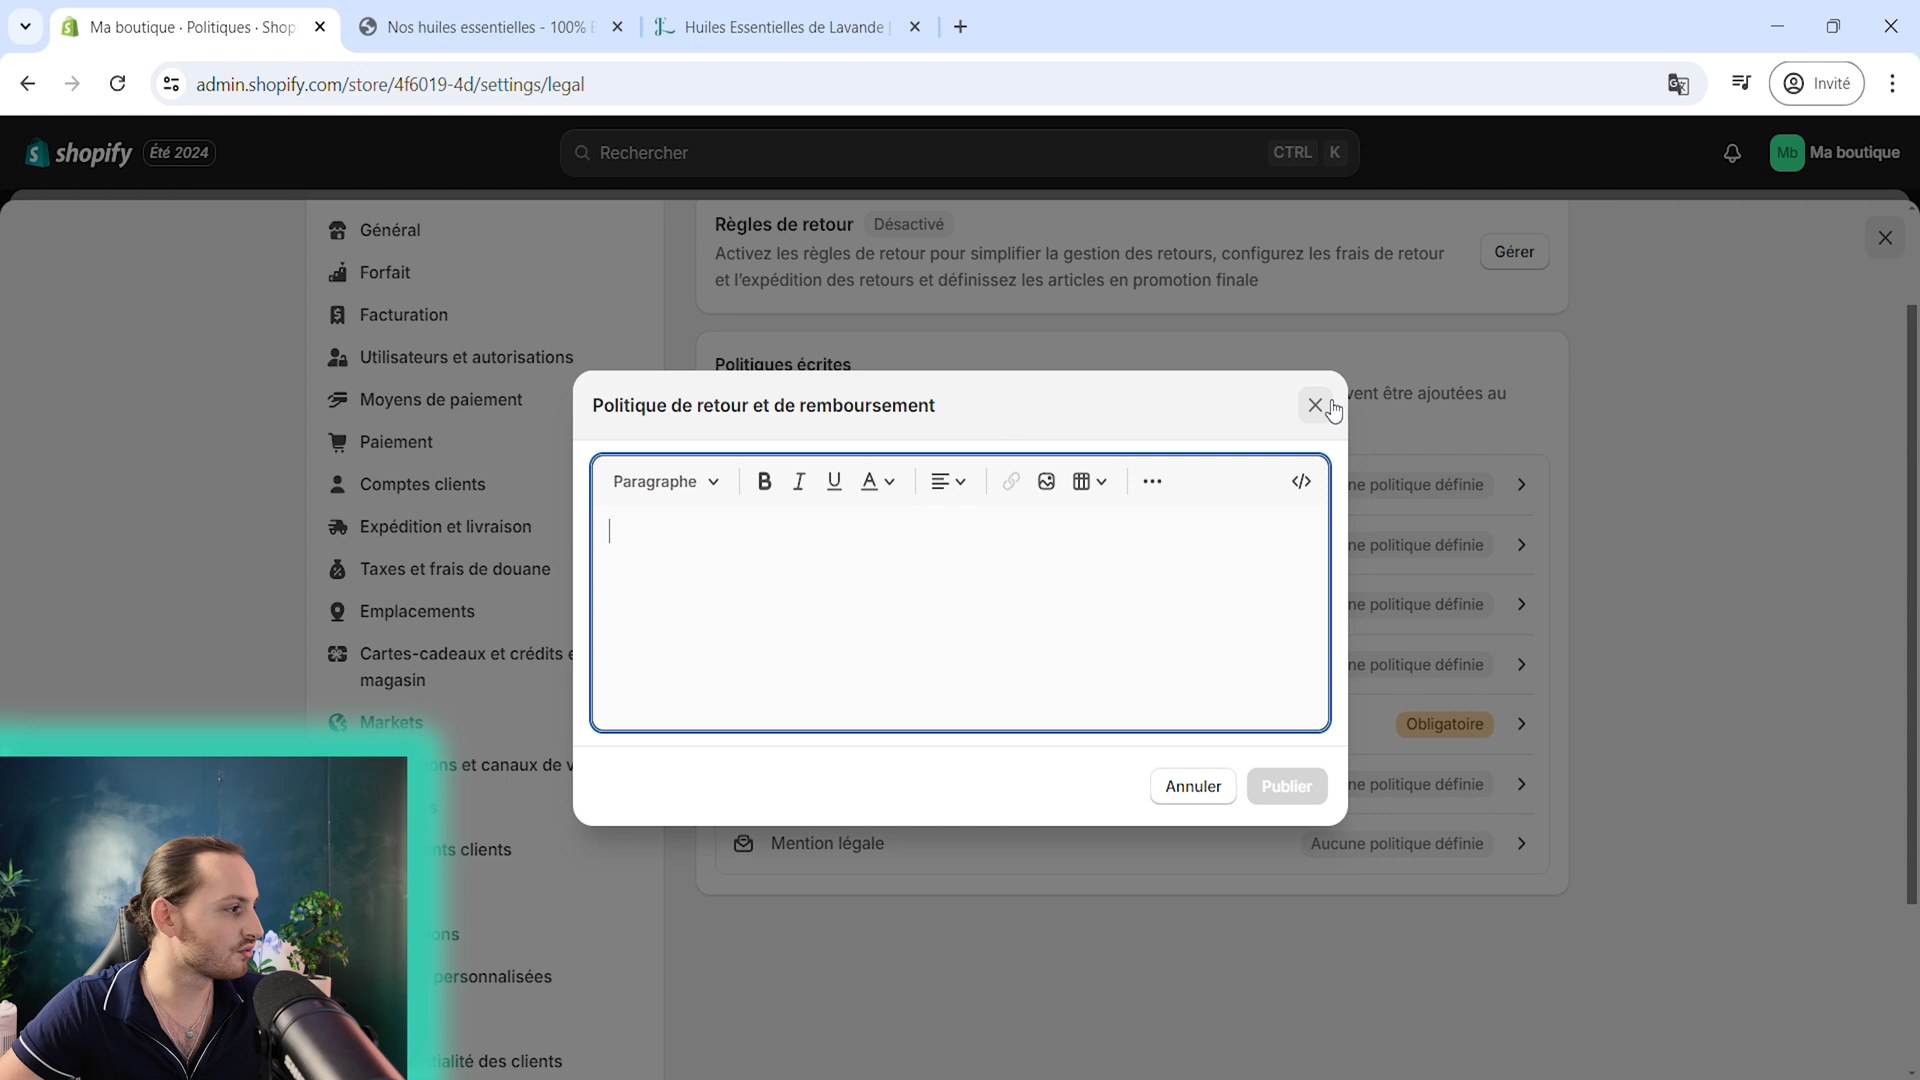 Ma boutique · Politiques · Shop
Nos huiles essentielles - 100%
Huiles Essentielles de Lavande |
admin.shopify.com/store/4f6019-4d/settings/legal
Invité
shopify
Été 2024
Rechercher
CTRL K
Mb
Ma boutique
Général
Forfait
Facturation
Utilisateurs et autorisations
Moyens de paiement
Paiement
Comptes clients
Expédition et livraison
Taxes et frais de douane
Emplacements
Cartes-cadeaux et crédits
magasin
Markets
ons et canaux de v
nts clients
ons
personnalisées
tialité des clients
Règles de retour
Désactivé
Activez les règles de retour pour simplifier la gestion des retours, configurez les frais de retour
et l'expédition des retours et définissez les articles en promotion finale
Gérer
Politiques écrites
vent être ajoutées au
Politique de retour et de remboursement
Paragraphe
B I U A
Annuler
Publier
ne politique définie
ne politique définie
ne politique définie
ne politique définie
Obligatoire
ne politique définie
Mention légale
Aucune politique définie